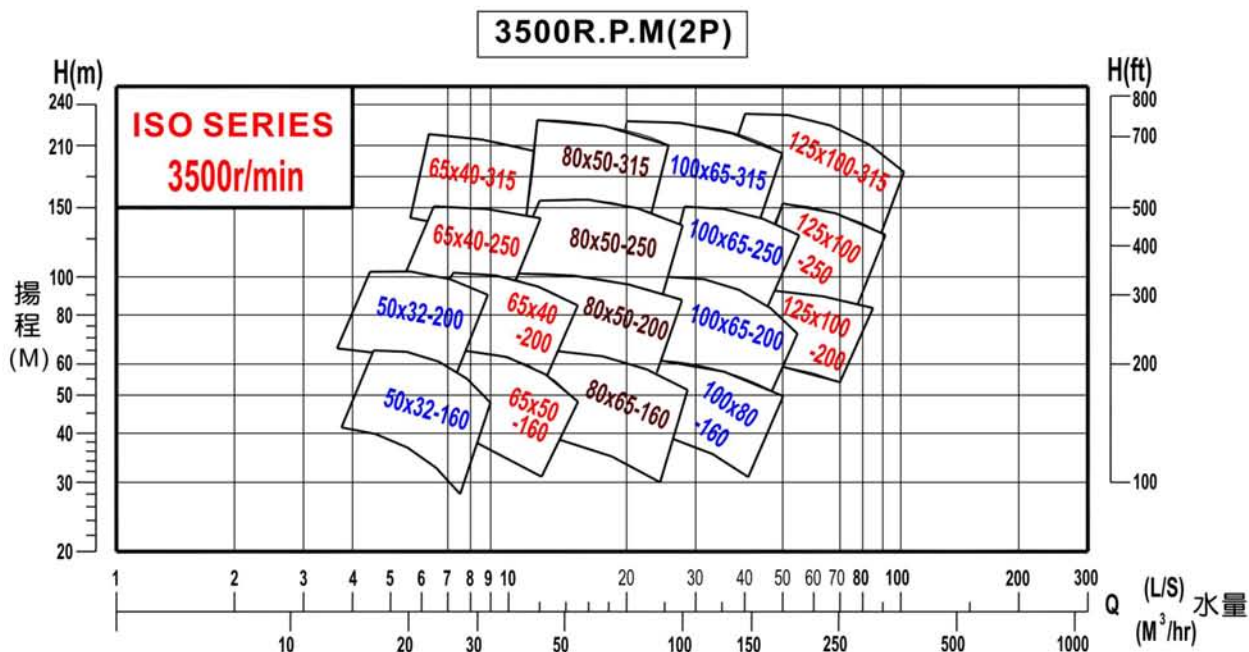 3500R.P.M(2P)
H(m)
H(ft)
ISO SERIES
3500r/min
240
210
150
100
80
60
50
40
30
20
揚
程
(M)
800
700
500
400
300
200
100
65x40-315
80x50-315
100x65-315
125x100-315
65x40-250
80x50-250
100x65-250
125x100
-250
50x32-200
65x40
-200
80x50-200
100x65-200
125x100
-200
50x32-160
65x50
-160
80x65-160
100x80
-160
1 2 3 4 5 6 7 8 9 10 20 30 40 50 60 70 80 100 200 300
Q (L/S) 水量
(M³/hr)
10 20 30 50 100 150 250 500 1000